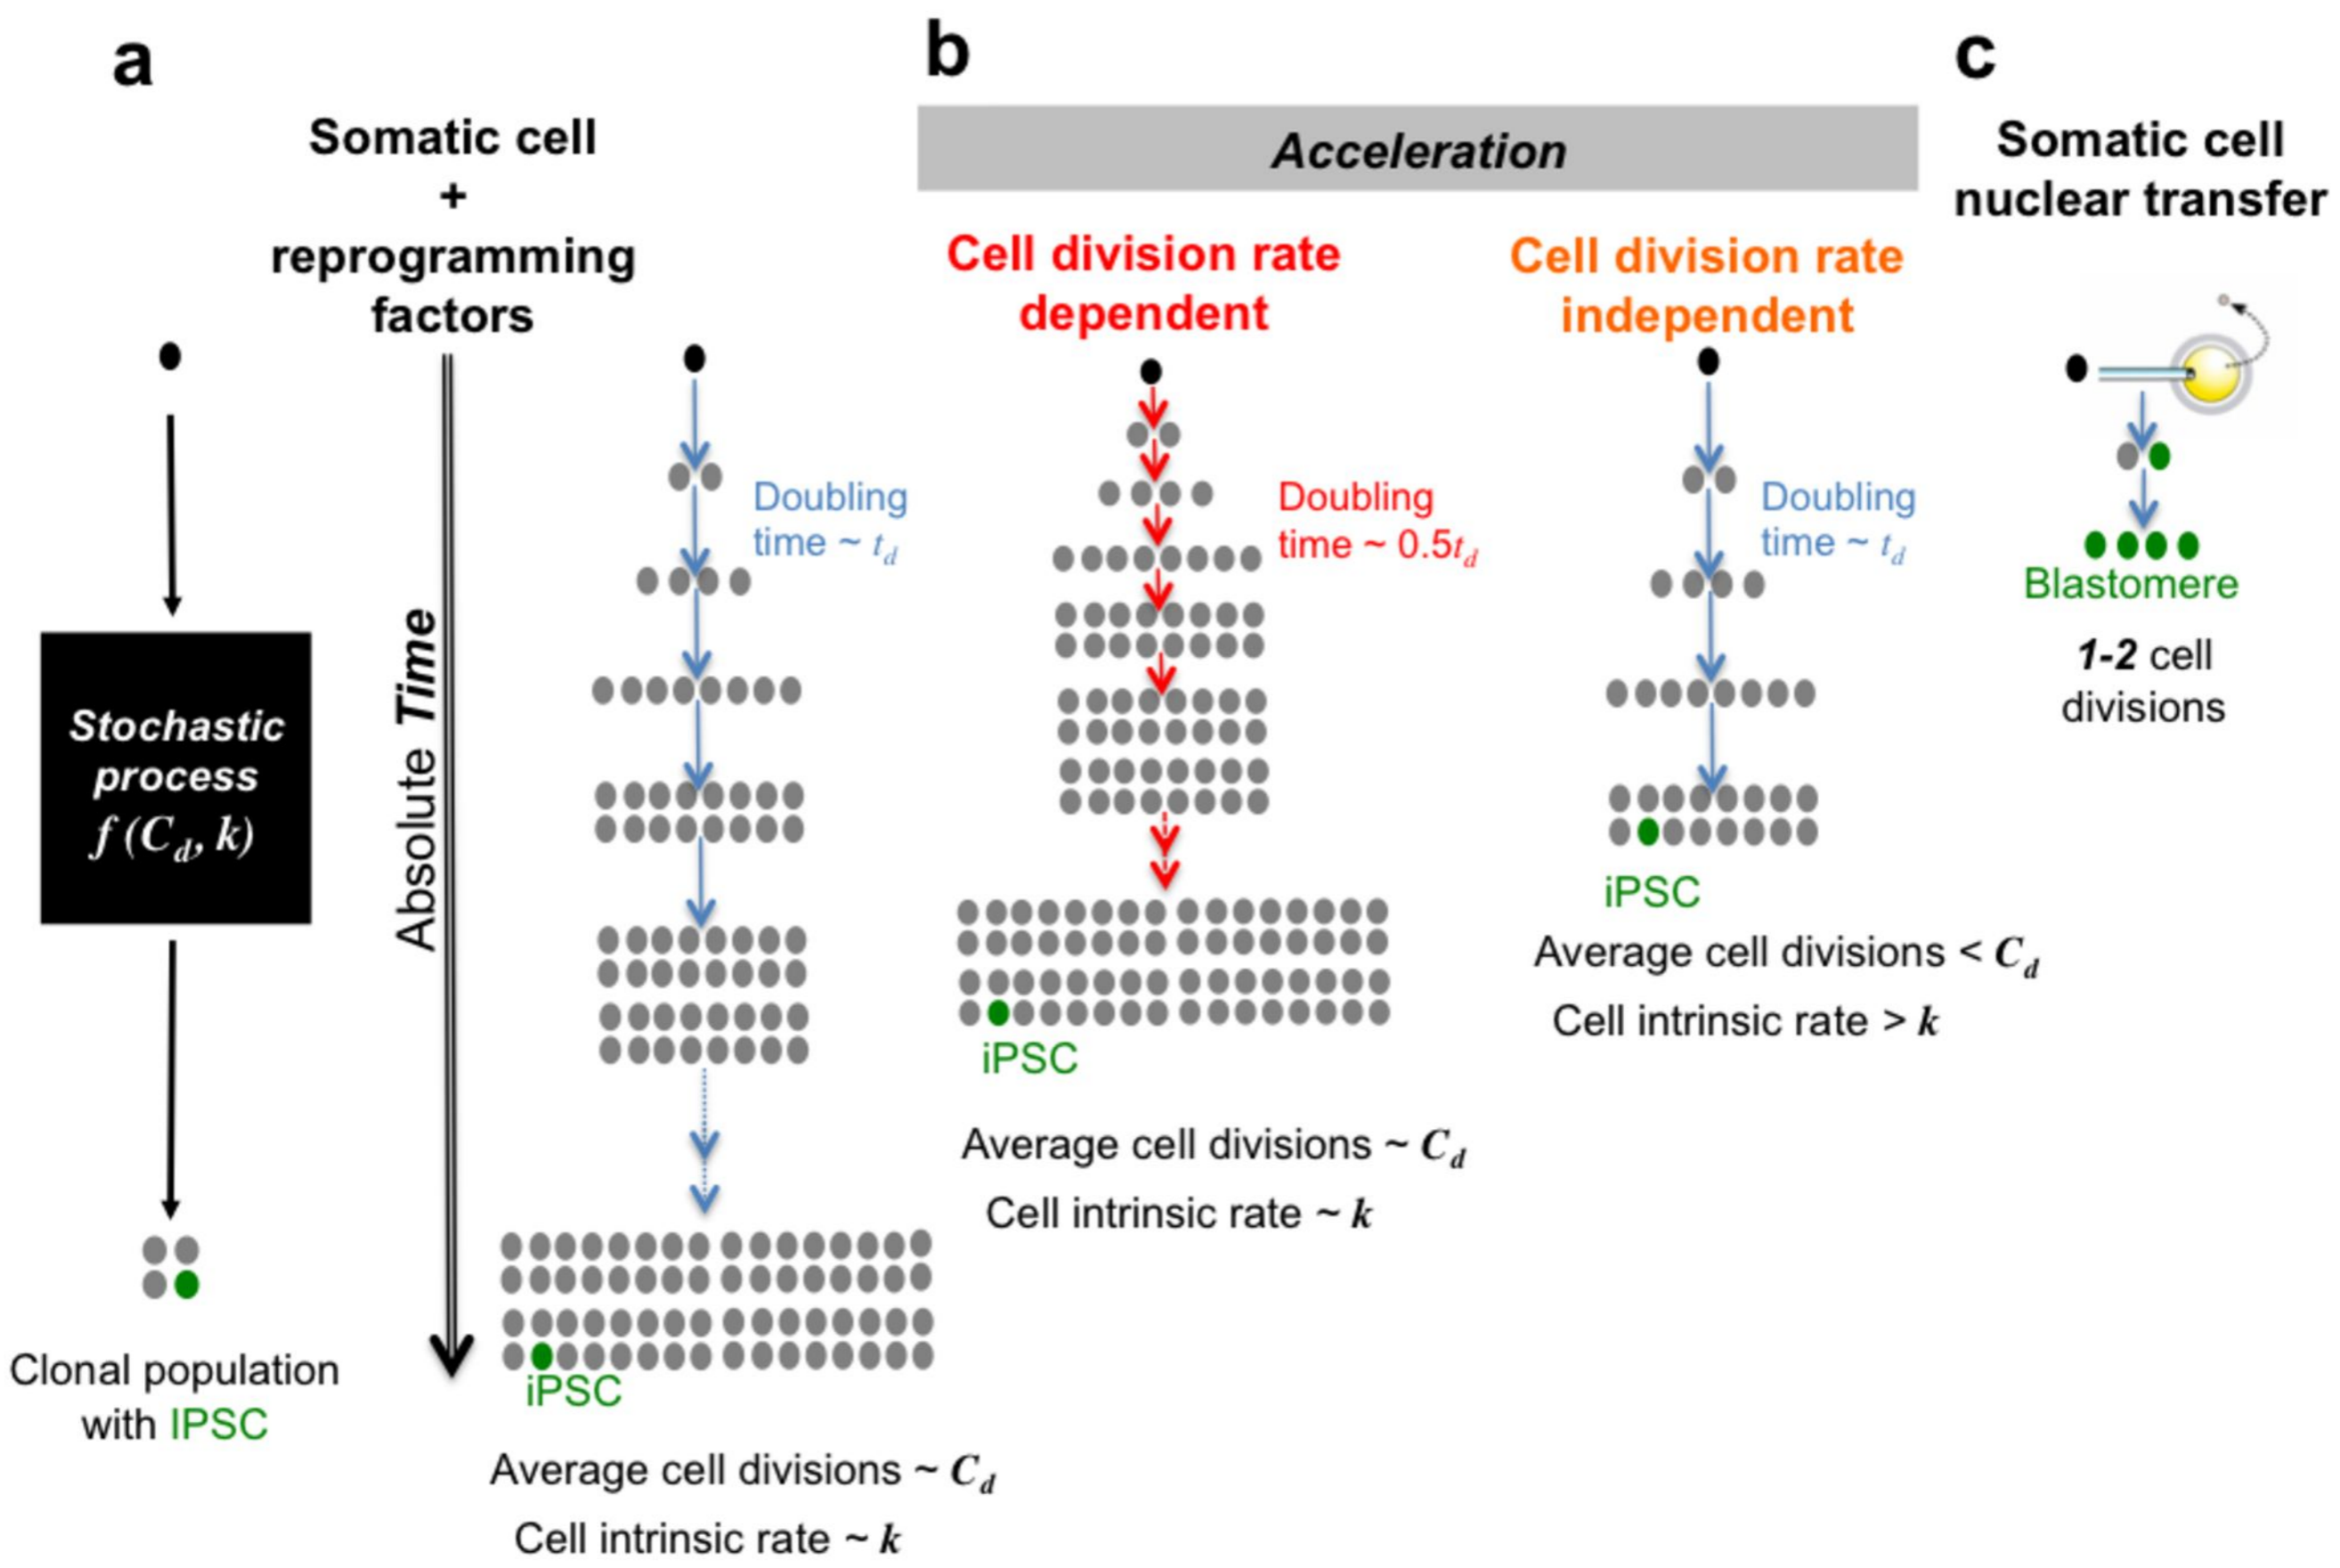 a
Somatic cell
+
reprogramming
factors
Stochastic
process
f (Cd, k)
Clonal population
with IPSC
Absolute Time
Doubling
time ~ td
iPSC
Average cell divisions ~ Cd
Cell intrinsic rate ~ k
b
Acceleration
Cell division rate
dependent
Doubling
time ~ 0.5td
iPSC
Average cell divisions ~ Cd
Cell intrinsic rate ~ k
Cell division rate
independent
Doubling
time ~ td
iPSC
Average cell divisions < Cd
Cell intrinsic rate > k
c
Somatic cell
nuclear transfer
Blastomere
1-2 cell
divisions